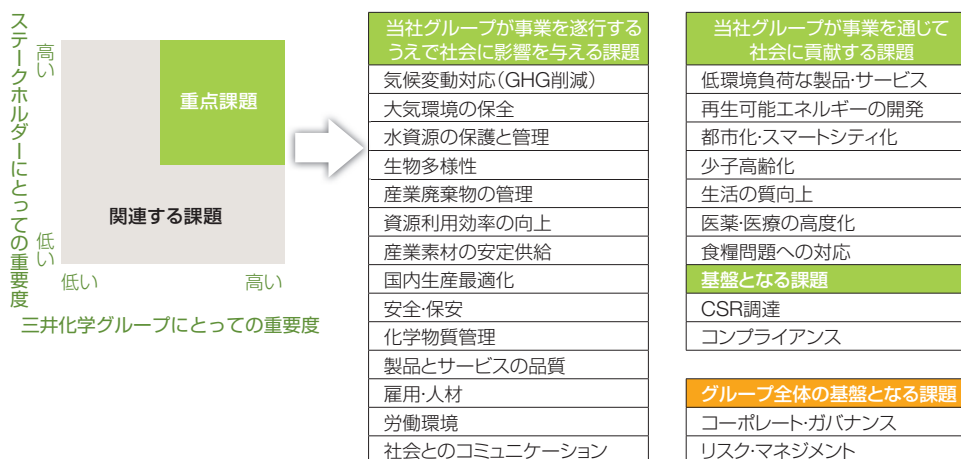 ステークホルダーにとっての重要度
高い
低い
重点課題
関連する課題
低い
高い
三井化学グループにとっての重要度
当社グループが事業を遂行する
うえで社会に影響を与える課題
気候変動対応（GHG削減）
大気環境の保全
水資源の保護と管理
生物多様性
産業廃棄物の管理
資源利用効率の向上
産業素材の安定供給
国内生産最適化
安全・保安
化学物質管理
製品とサービスの品質
雇用・人材
労働環境
社会とのコミュニケーション
当社グループが事業を通じて
社会に貢献する課題
低環境負荷な製品・サービス
再生可能エネルギーの開発
都市化・スマートシティ化
少子高齢化
生活の質向上
医薬・医療の高度化
食糧問題への対応
基盤となる課題
CSR調達
コンプライアンス
グループ全体の基盤となる課題
コーポレート・ガバナンス
リスク・マネジメント